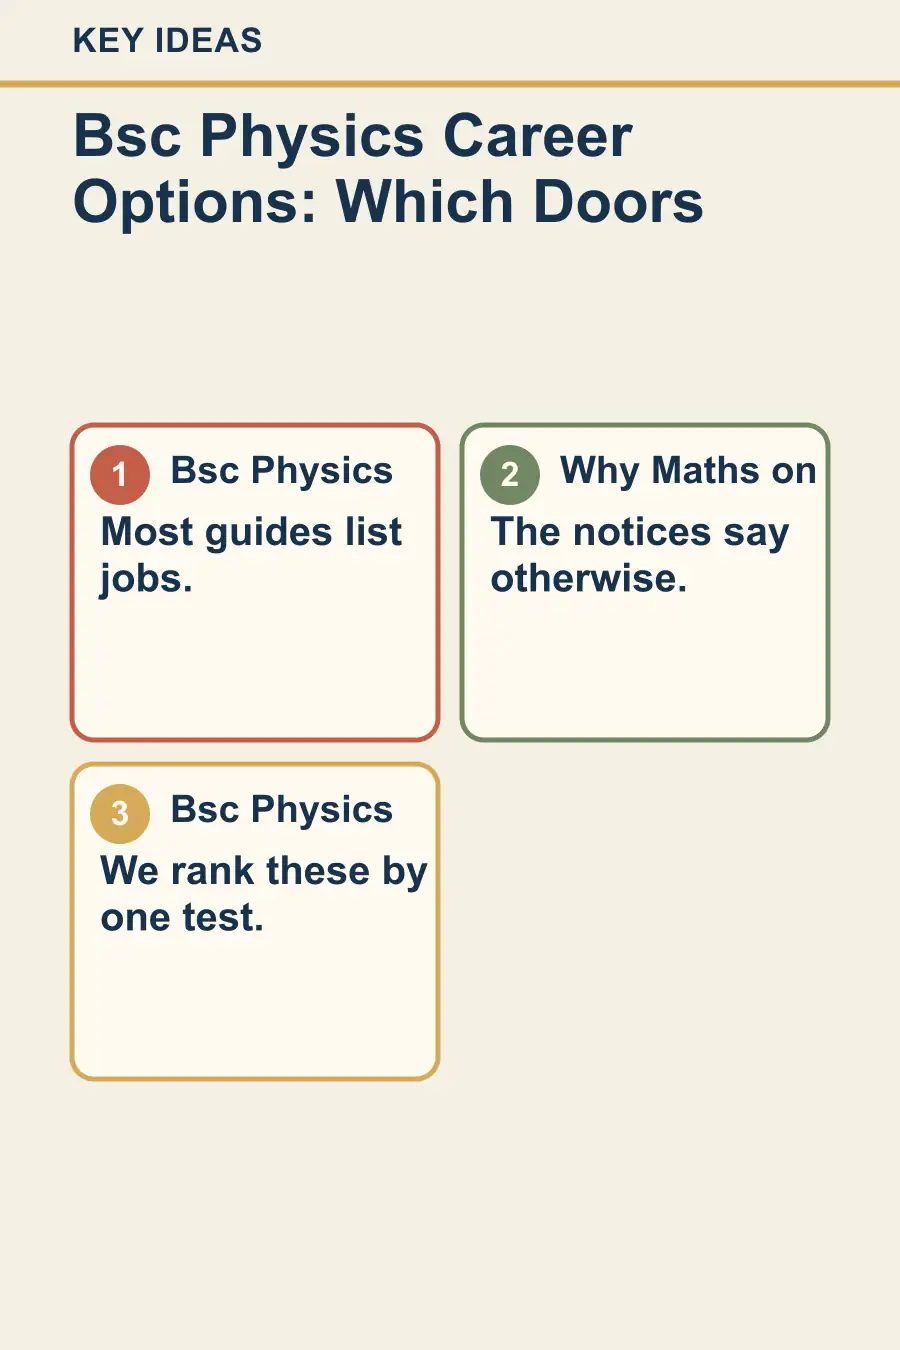 KEY IDEAS
Bsc Physics Career
Options: Which Doors
1 Bsc Physics
Most guides list
jobs.
2 Why Maths on
The notices say
otherwise.
3 Bsc Physics
We rank these by
one test.